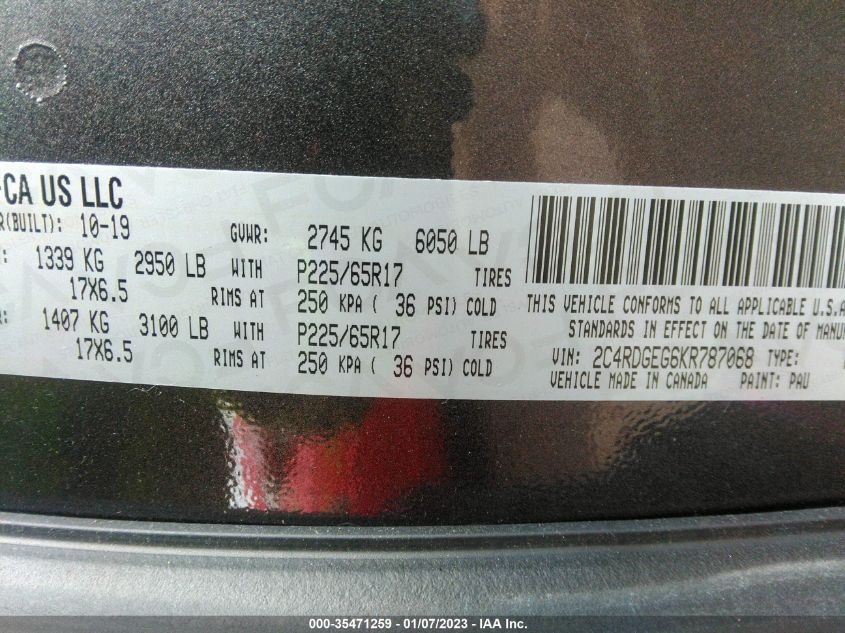 -CA US LLC
R(BUILT): 10-19 GVWR: 2745 KG 6050 LB
: 1339 KG 2950 LB WITH P225/65R17 TIRES
17X6.5 RIMS AT 250 KPA ( 36 PSI) COLD
R: 1407 KG 3100 LB WITH P225/65R17 TIRES
17X6.5 RIMS AT 250 KPA ( 36 PSI) COLD
THIS VEHICLE CONFORMS TO ALL APPLICABLE U.S.A
STANDARDS IN EFFECT ON THE DATE OF MANU
VIN: 2C4RDGEG6KR787068 TYPE:
VEHICLE MADE IN CANADA PAINT: PAU
000-35471259 - 01/07/2023 - IAA Inc.